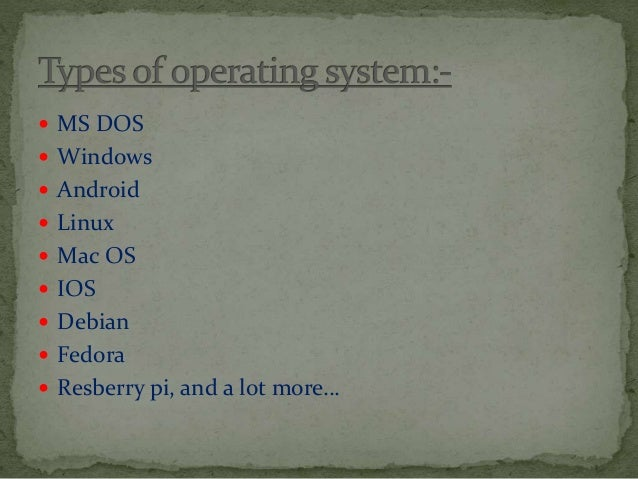 Types of operating system:-
• MS DOS
• Windows
• Android
• Linux
• Mac OS
• IOS
• Debian
• Fedora
• Resberry pi, and a lot more...